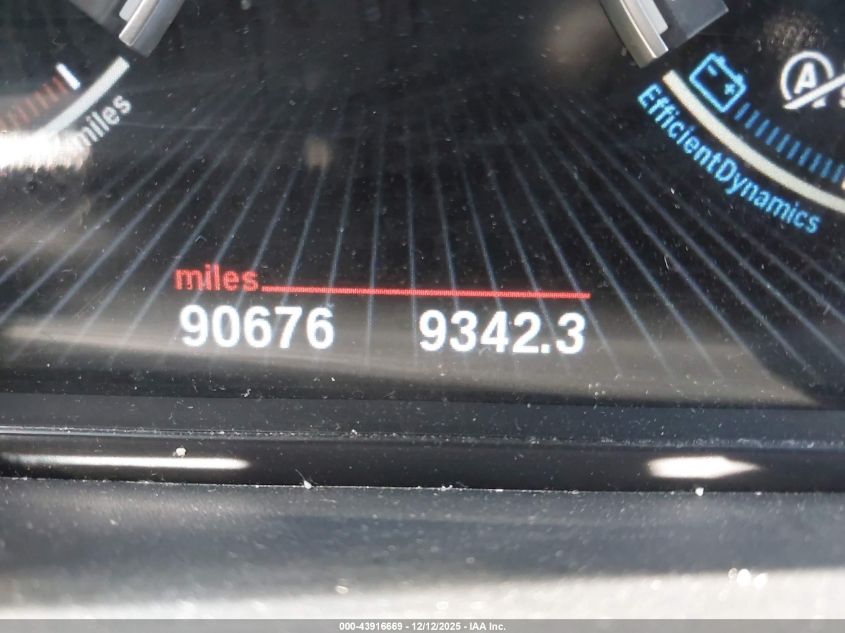 miles
EfficientDynamics
A
miles
90676 9342.3
000-43916669 - 12/12/2025 - IAA Inc.